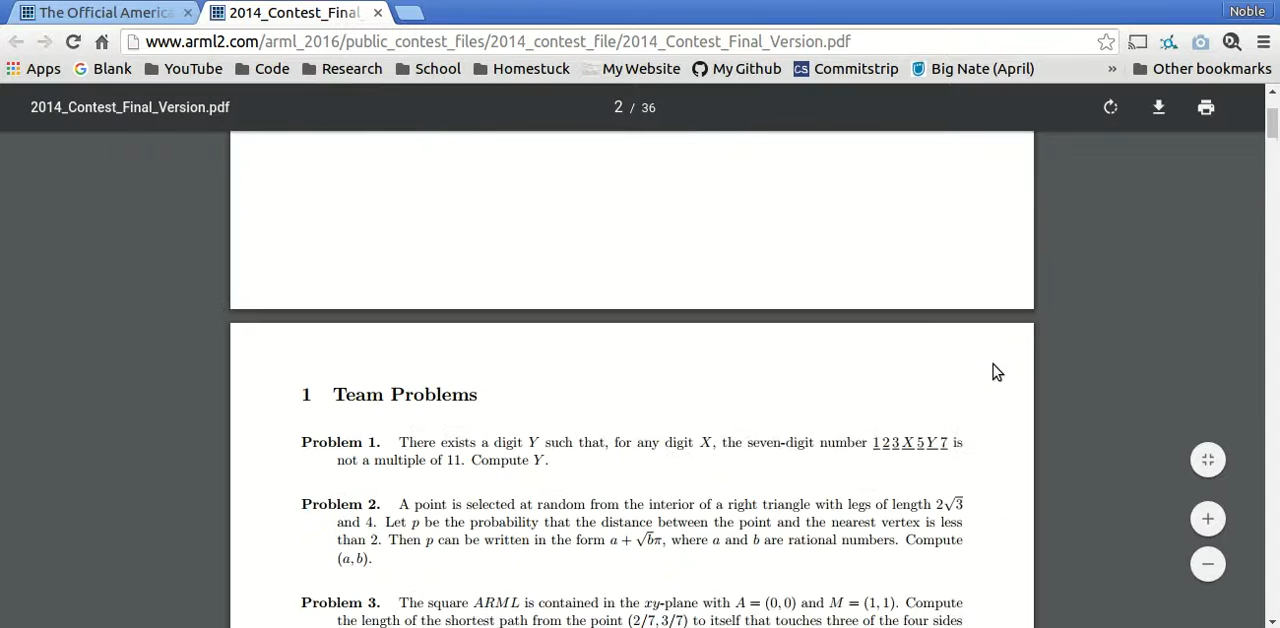 The Official America
2014_Contest_Final
Noble
www.arml2.com/arml_2016/public_contest_files/2014_contest_file/2014_Contest_Final_Version.pdf
Apps Blank YouTube Code Research School Homestuck My Website My Github CS Commitstrip Big Nate (April) » Other bookmarks
2014_Contest_Final_Version.pdf 2 / 36
1 Team Problems
Problem 1. There exists a digit Y such that, for any digit X, the seven-digit number 1 2 3 X 5 Y 7 is
not a multiple of 11. Compute Y.
Problem 2. A point is selected at random from the interior of a right triangle with legs of length 2√3
and 4. Let p be the probability that the distance between the point and the nearest vertex is less
than 2. Then p can be written in the form a + √bπ, where a and b are rational numbers. Compute
(a, b).
Problem 3. The square ARML is contained in the xy-plane with A = (0, 0) and M = (1, 1). Compute
the length of the shortest path from the point (2/7, 3/7) to itself that touches three of the four sides